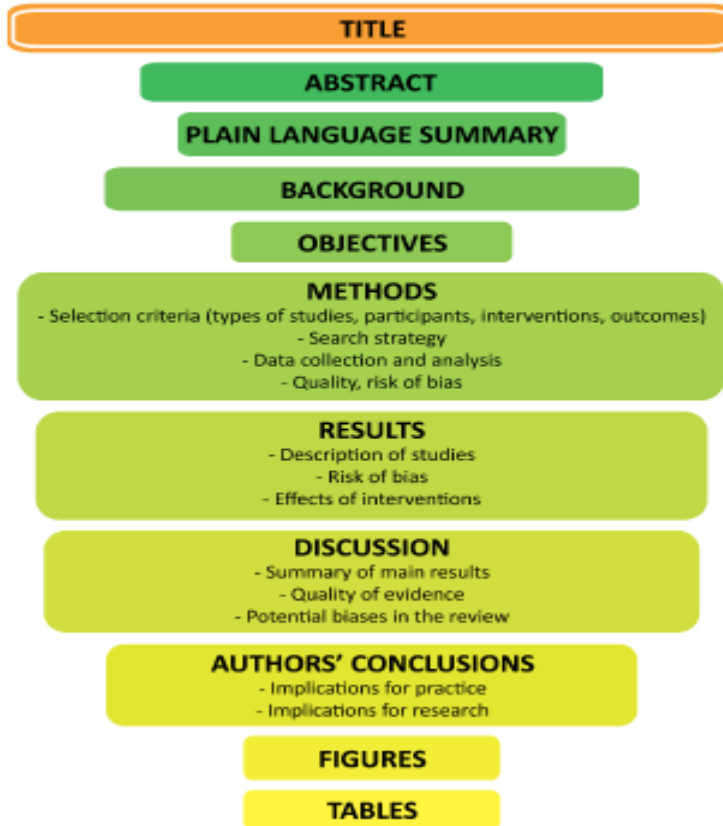 TITLE
ABSTRACT
PLAIN LANGUAGE SUMMARY
BACKGROUND
OBJECTIVES
METHODS
- Selection criteria (types of studies, participants, interventions, outcomes)
- Search strategy
- Data collection and analysis
- Quality, risk of bias
RESULTS
- Description of studies
- Risk of bias
- Effects of interventions
DISCUSSION
- Summary of main results
- Quality of evidence
- Potential biases in the review
AUTHORS' CONCLUSIONS
- Implications for practice
- Implications for research
FIGURES
TABLES